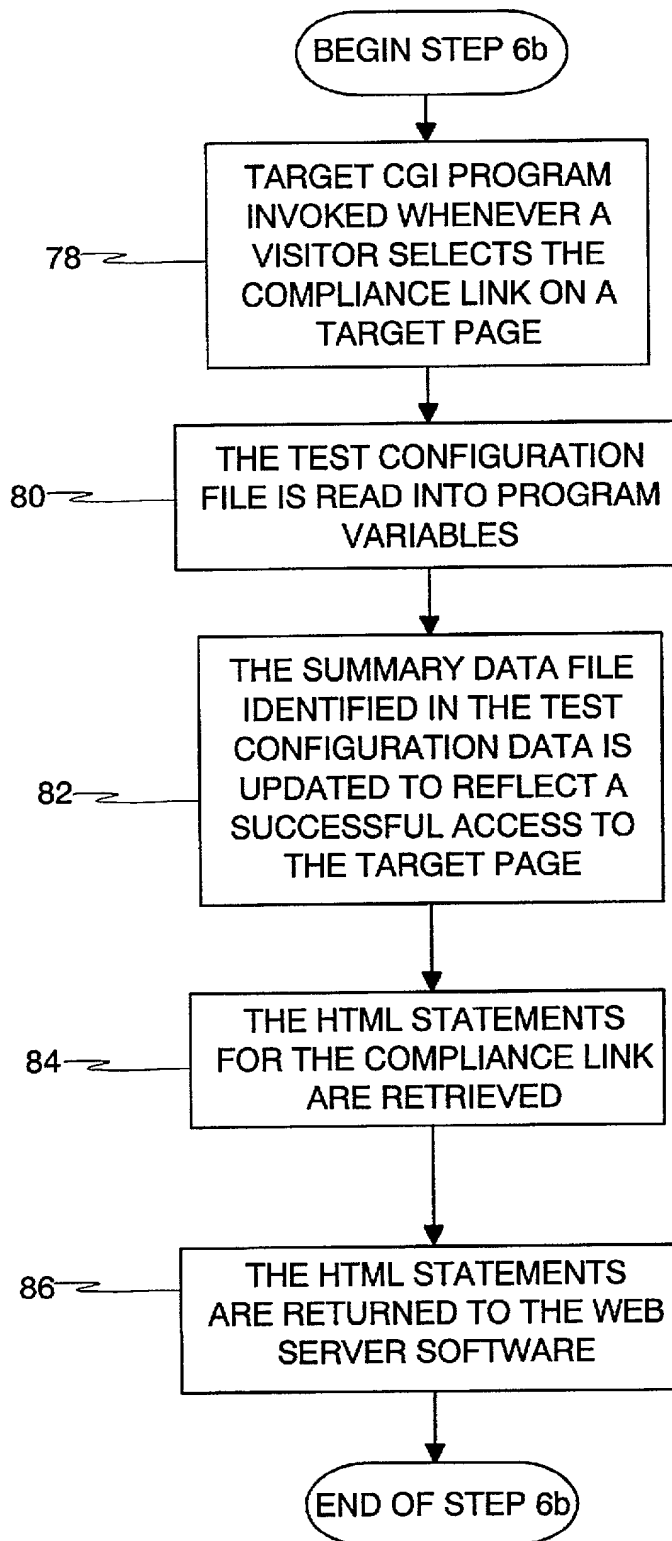 BEGIN STEP 6b
TARGET CGI PROGRAM
INVOKED WHENEVER A
VISITOR SELECTS THE
COMPLIANCE LINK ON A
TARGET PAGE
78
THE TEST CONFIGURATION
FILE IS READ INTO PROGRAM
VARIABLES
80
THE SUMMARY DATA FILE
IDENTIFIED IN THE TEST
CONFIGURATION DATA IS
UPDATED TO REFLECT A
SUCCESSFUL ACCESS TO
THE TARGET PAGE
82
THE HTML STATEMENTS
FOR THE COMPLIANCE LINK
ARE RETRIEVED
84
THE HTML STATEMENTS
ARE RETURNED TO THE WEB
SERVER SOFTWARE
86
END OF STEP 6b